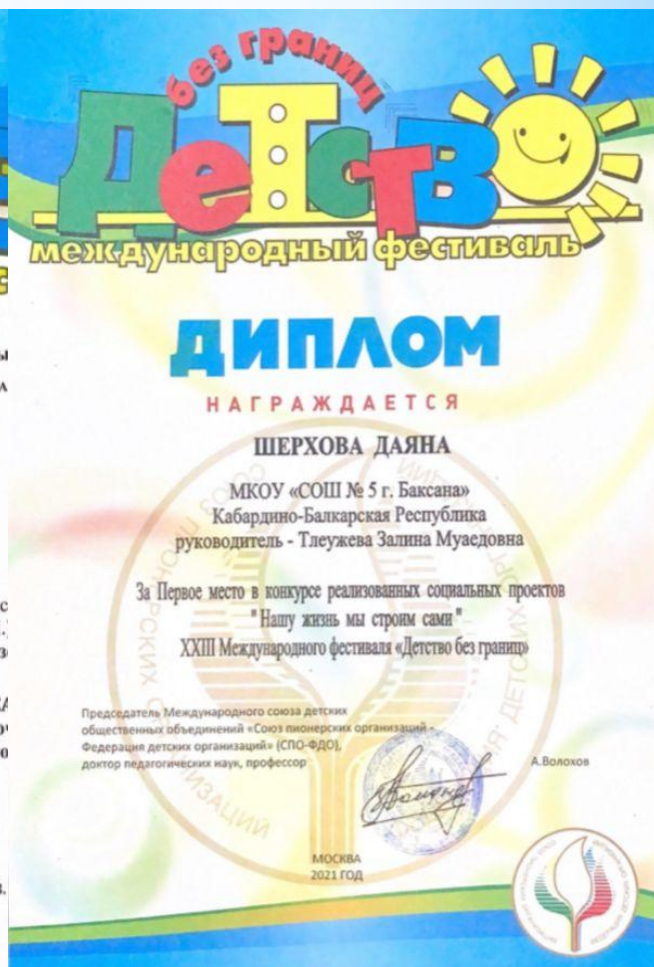 без границ
Детство
международный фестиваль
ДИПЛОМ
НАГРАЖДАЕТСЯ
ШЕРХОВА ДАЯНА
МКОУ «СОШ № 5 г. Баксана»
Кабардино-Балкарская Республика
руководитель - Тлеужева Залина Муаедовна
За Первое место в конкурсе реализованных социальных проектов
"Нашу жизнь мы строим сами"
XXIII Международного фестиваля «Детство без границ»
Председатель Международного союза детских
общественных объединений «Союз пионерских организаций -
Федерация детских организаций» (СПО-ФДО),
доктор педагогических наук, профессор
А.Волохов
МОСКВА
2021 ГОД